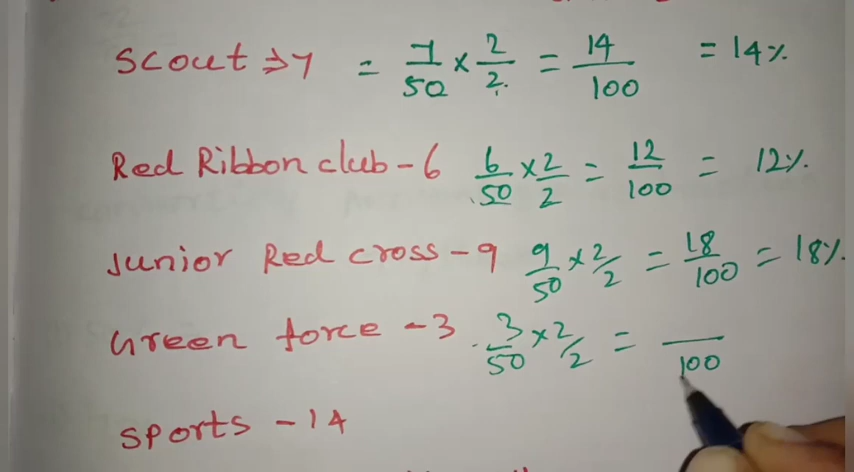 Scout ⇒ 7 = 7/50 × 2/2 = 14/100 = 14%
Red Ribbon club - 6 6/50 × 2/2 = 12/100 = 12%.
Junior Red cross - 9 9/50 × 2/2 = 18/100 = 18%.
Green force - 3 3/50 × 2/2 = /100
Sports - 14